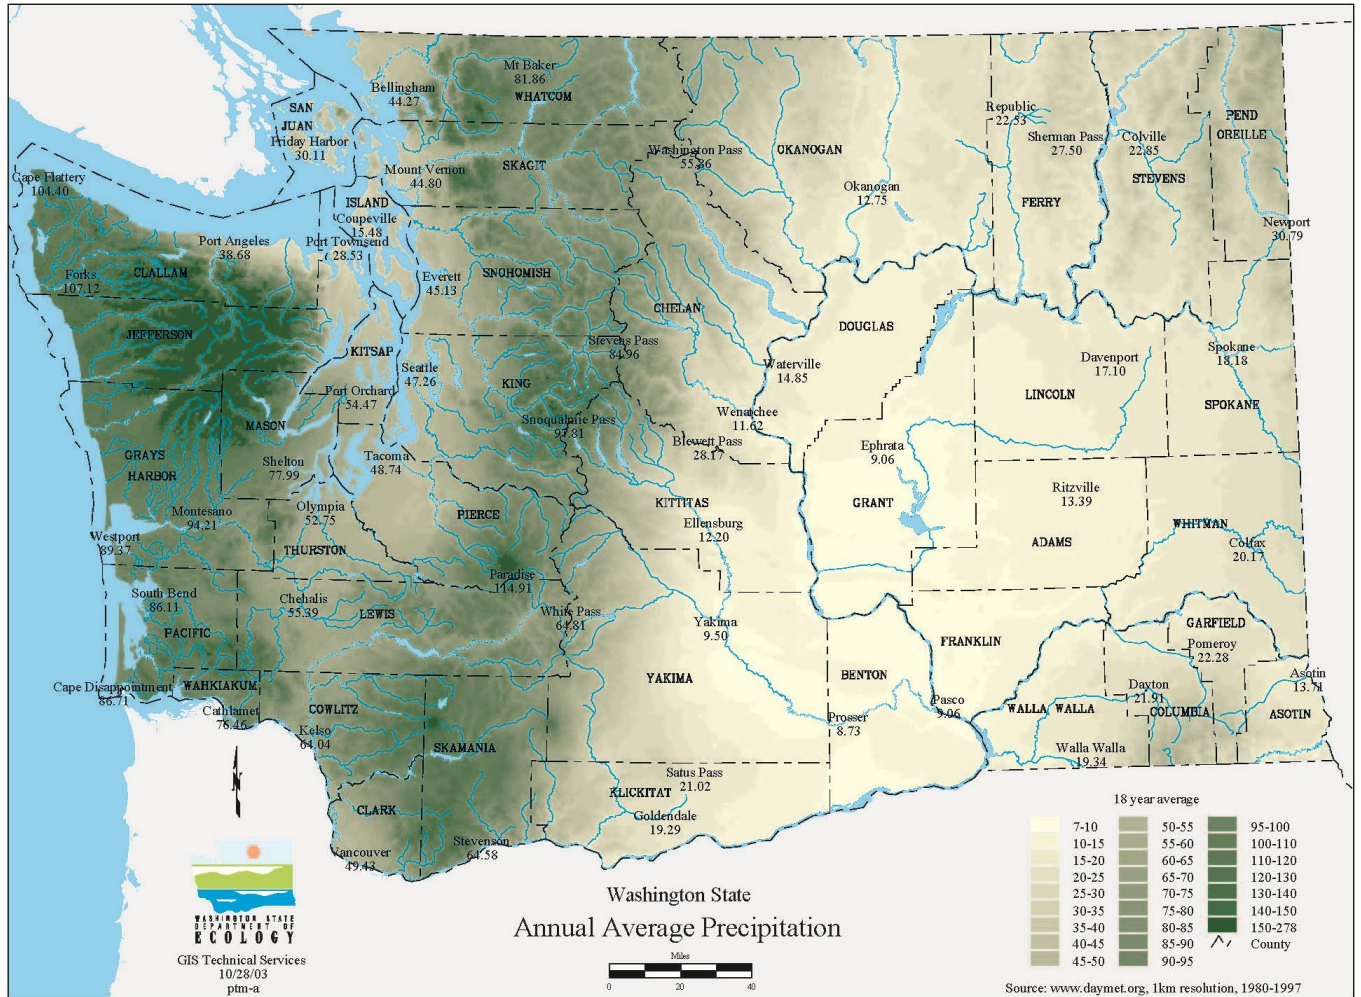 Mt Baker
81.86
WHATCOM
Bellingham
44.27
SAN
JUAN
Friday Harbor
30.11
Mount Vernon
44.80
SKAGIT
Washington Pass
55.86
OKANOGAN
Okanogan
12.75
Republic
22.53
Sherman Pass
27.50
Colville
22.85
PEND
OREILLE
STEVENS
FERRY
Newport
30.79
Cape Flattery
104.40
ISLAND
Coupeville
15.48
Port Angeles
38.68
Port Townsend
28.53
Forks
107.12
CLALLAM
Everett
45.13
SNOHOMISH
CHELAN
DOUGLAS
JEFFERSON
KITSAP
Seattle
47.26
Stevens Pass
84.96
Waterville
14.85
Davenport
17.10
Spokane
18.18
KING
LINCOLN
SPOKANE
Port Orchard
54.47
Snoqualmie Pass
97.81
Wenatchee
11.62
Blewett Pass
28.17
Ephrata
9.06
MASON
GRAYS
HARBOR
Shelton
77.99
Tacoma
48.74
Ritzville
13.39
KITTITAS
GRANT
Montesano
94.21
Olympia
52.75
PIERCE
Ellensburg
12.20
WHITMAN
Westport
89.37
THURSTON
ADAMS
Colfax
20.17
Paradise
114.91
South Bend
86.11
Chehalis
55.39
LEWIS
White Pass
64.81
Yakima
9.50
PACIFIC
FRANKLIN
GARFIELD
Pomeroy
22.28
Asotin
13.71
Cape Disappointment
86.71
WAHKIAKUM
YAKIMA
BENTON
Dayton
21.91
Cathlamet
76.46
COWLITZ
Pasco
9.06
WALLA WALLA
COLUMBIA
ASOTIN
Kelso
64.04
Prosser
8.73
SKAMANIA
Walla Walla
19.34
N
Satus Pass
21.02
KLICKITAT
Goldendale
19.29
CLARK
Vancouver
49.43
Stevenson
64.58
18 year average
7-10 50-55 95-100
10-15 55-60 100-110
15-20 60-65 110-120
20-25 65-70 120-130
25-30 70-75 130-140
30-35 75-80 140-150
35-40 80-85 150-278
40-45 85-90 County
45-50 90-95
WASHINGTON STATE
DEPARTMENT OF
ECOLOGY
GIS Technical Services
10/28/03
ptm-a
Washington State
Annual Average Precipitation
Miles
0 20 40
Source: www.daymet.org, 1km resolution, 1980-1997